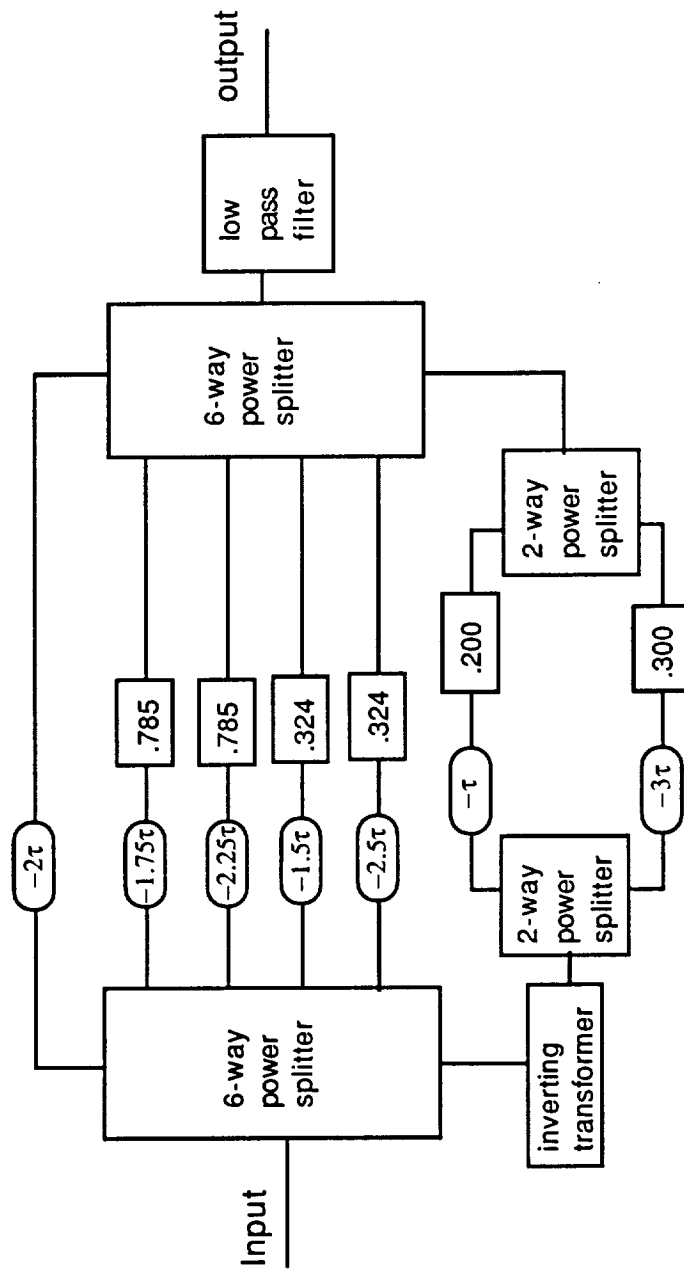 Input
6-way
power
splitter
-2τ
-1.75τ
.785
-2.25τ
.785
-1.5τ
.324
-2.5τ
.324
inverting
transformer
2-way
power
splitter
-τ
.200
-3τ
.300
2-way
power
splitter
6-way
power
splitter
low
pass
filter
output